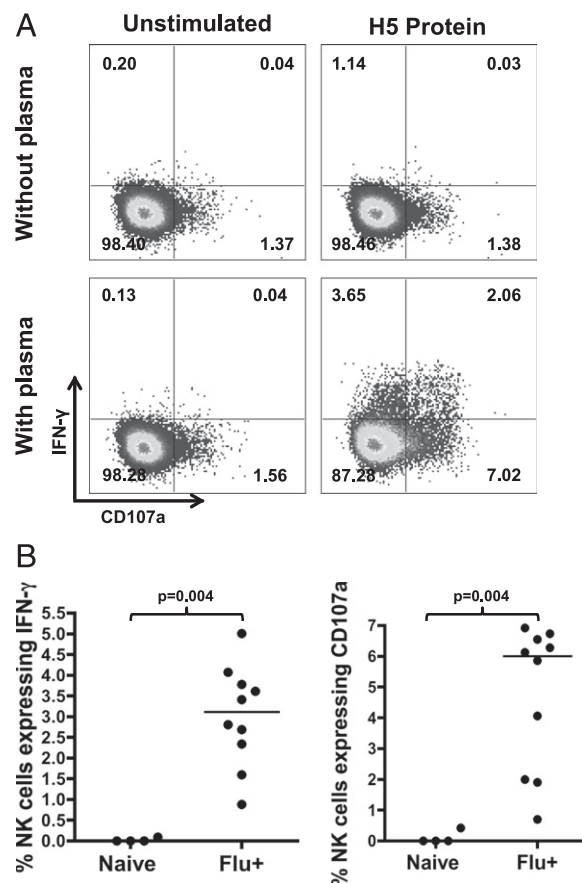 A
Unstimulated
H5 Protein
Without plasma
0.20
0.04
98.40
1.37
1.14
0.03
98.46
1.38
With plasma
0.13
0.04
98.28
1.56
3.65
2.06
87.28
7.02
IFN-γ
CD107a
B
p=0.004
% NK cells expressing IFN-γ
5.5
5.0
4.5
4.0
3.5
3.0
2.5
2.0
1.5
1.0
0.5
0.0
Naive
Flu+
p=0.004
% NK cells expressing CD107a
7
6
5
4
3
2
1
0
Naive
Flu+